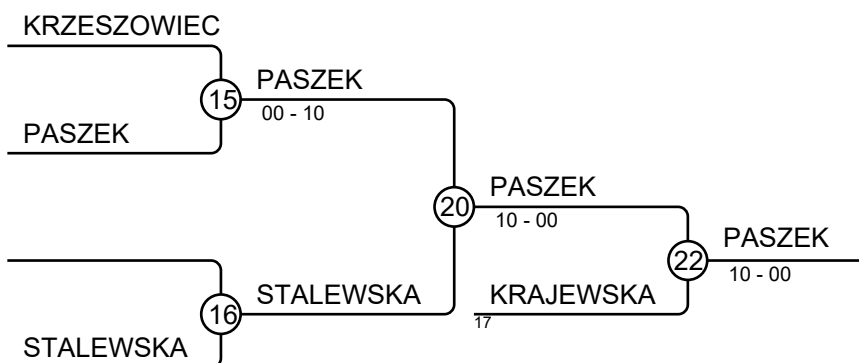 KRZESZOWIEC
15
PASZEK
00 - 10
PASZEK
20
PASZEK
10 - 00
22
PASZEK
10 - 00
16
STALEWSKA
KRAJEWSKA
17
STALEWSKA